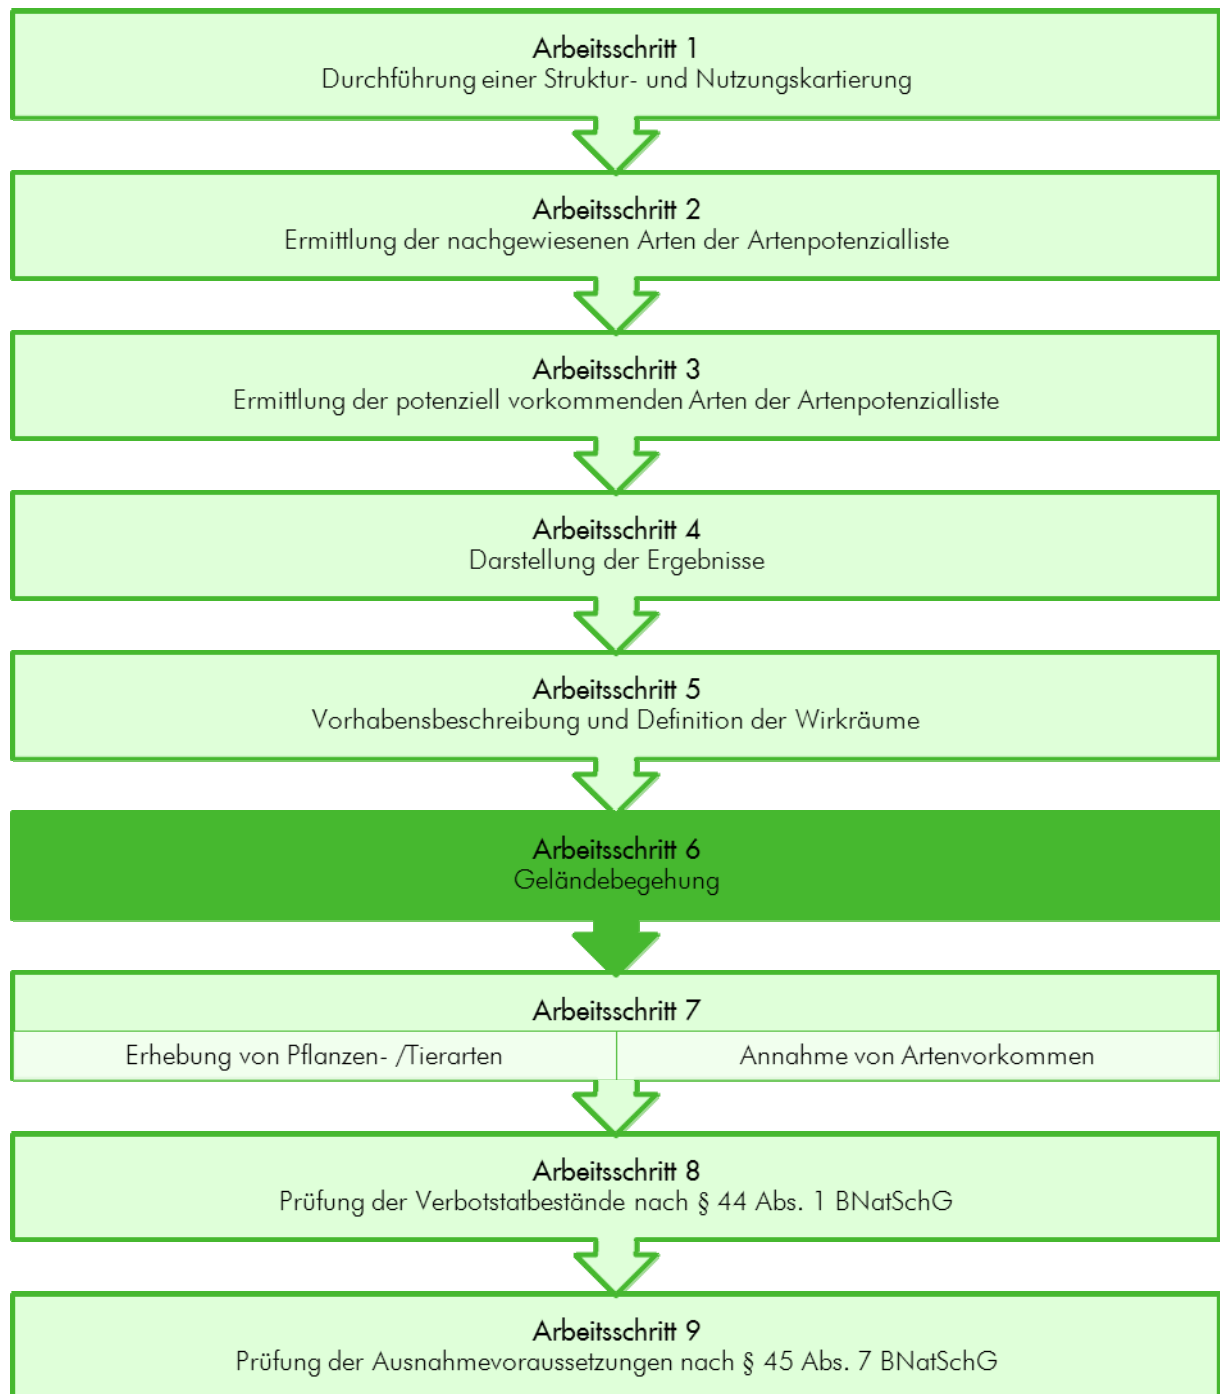 Arbeitsschritt 1
Durchführung einer Struktur- und Nutzungskartierung
Arbeitsschritt 2
Ermittlung der nachgewiesenen Arten der Artenpotenzialliste
Arbeitsschritt 3
Ermittlung der potenziell vorkommenden Arten der Artenpotenzialliste
Arbeitsschritt 4
Darstellung der Ergebnisse
Arbeitsschritt 5
Vorhabensbeschreibung und Definition der Wirkräume
Arbeitsschritt 6
Geländebegehung
Arbeitsschritt 7
Erhebung von Pflanzen- /Tierarten
Annahme von Artenvorkommen
Arbeitsschritt 8
Prüfung der Verbotstatbestände nach § 44 Abs. 1 BNatSchG
Arbeitsschritt 9
Prüfung der Ausnahmevoraussetzungen nach § 45 Abs. 7 BNatSchG